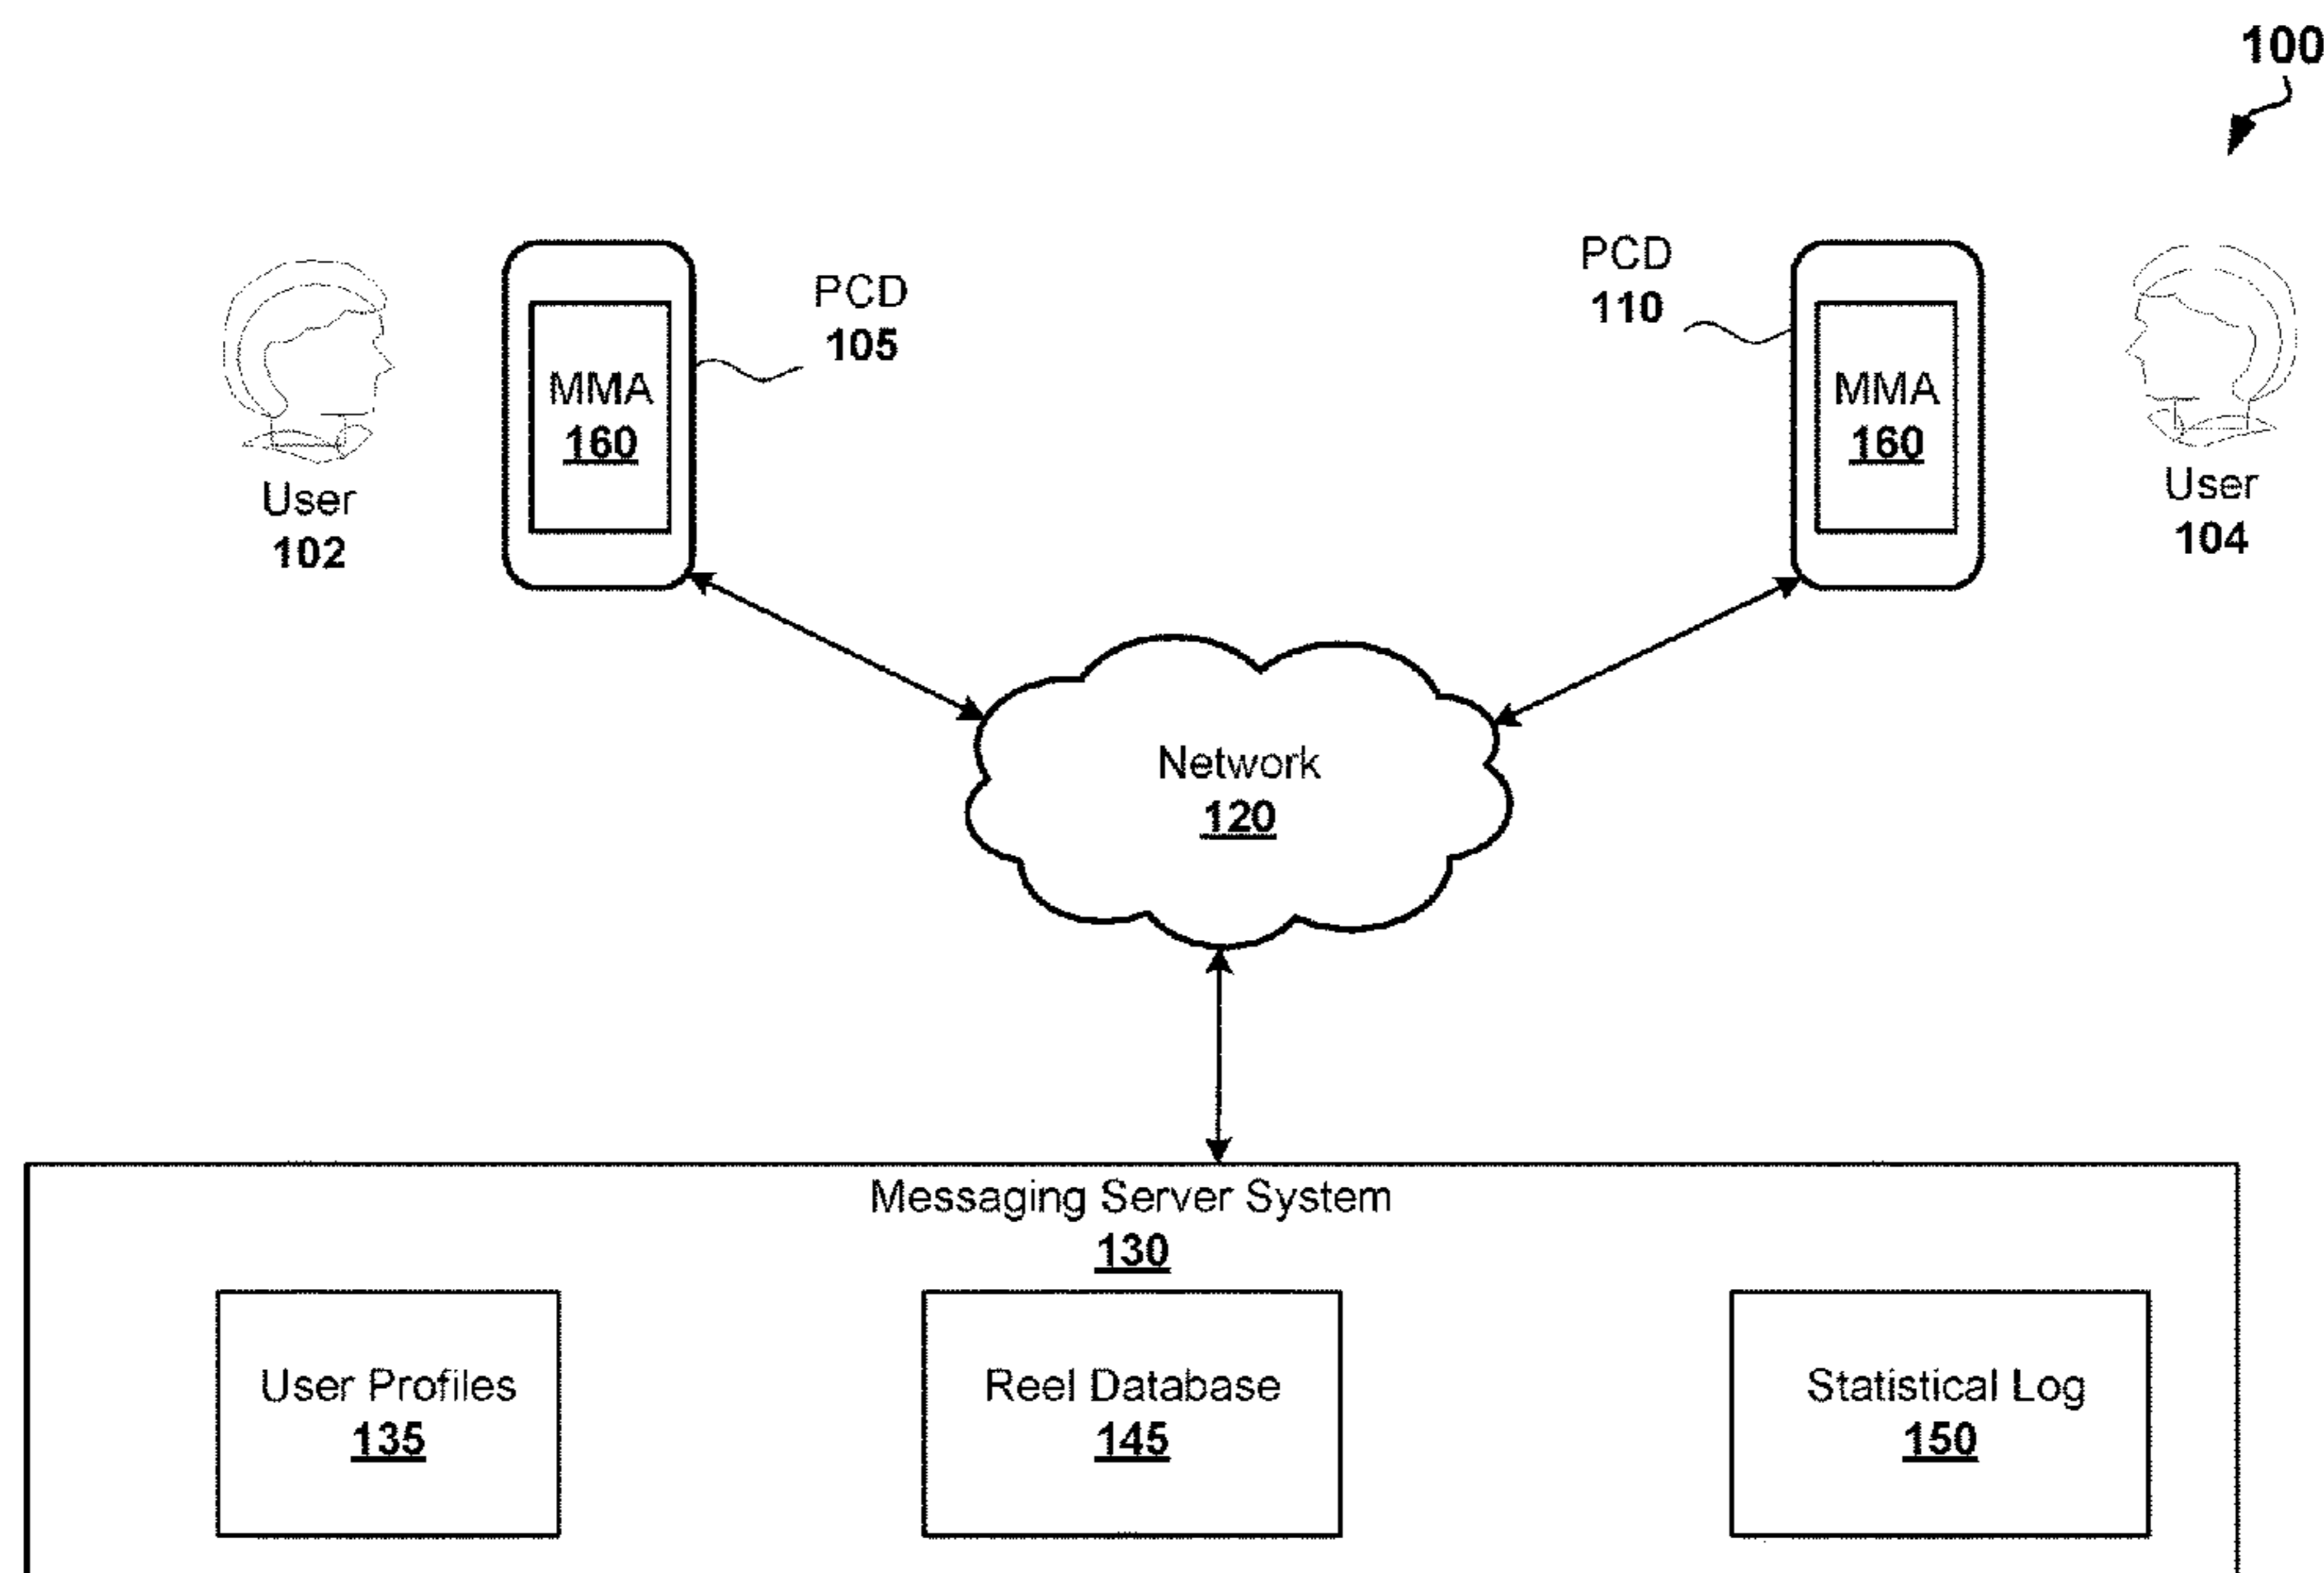 100
PCD
105
PCD
110
MMA
160
MMA
160
User
102
User
104
Network
120
Messaging Server System
130
User Profiles
135
Reel Database
145
Statistical Log
150